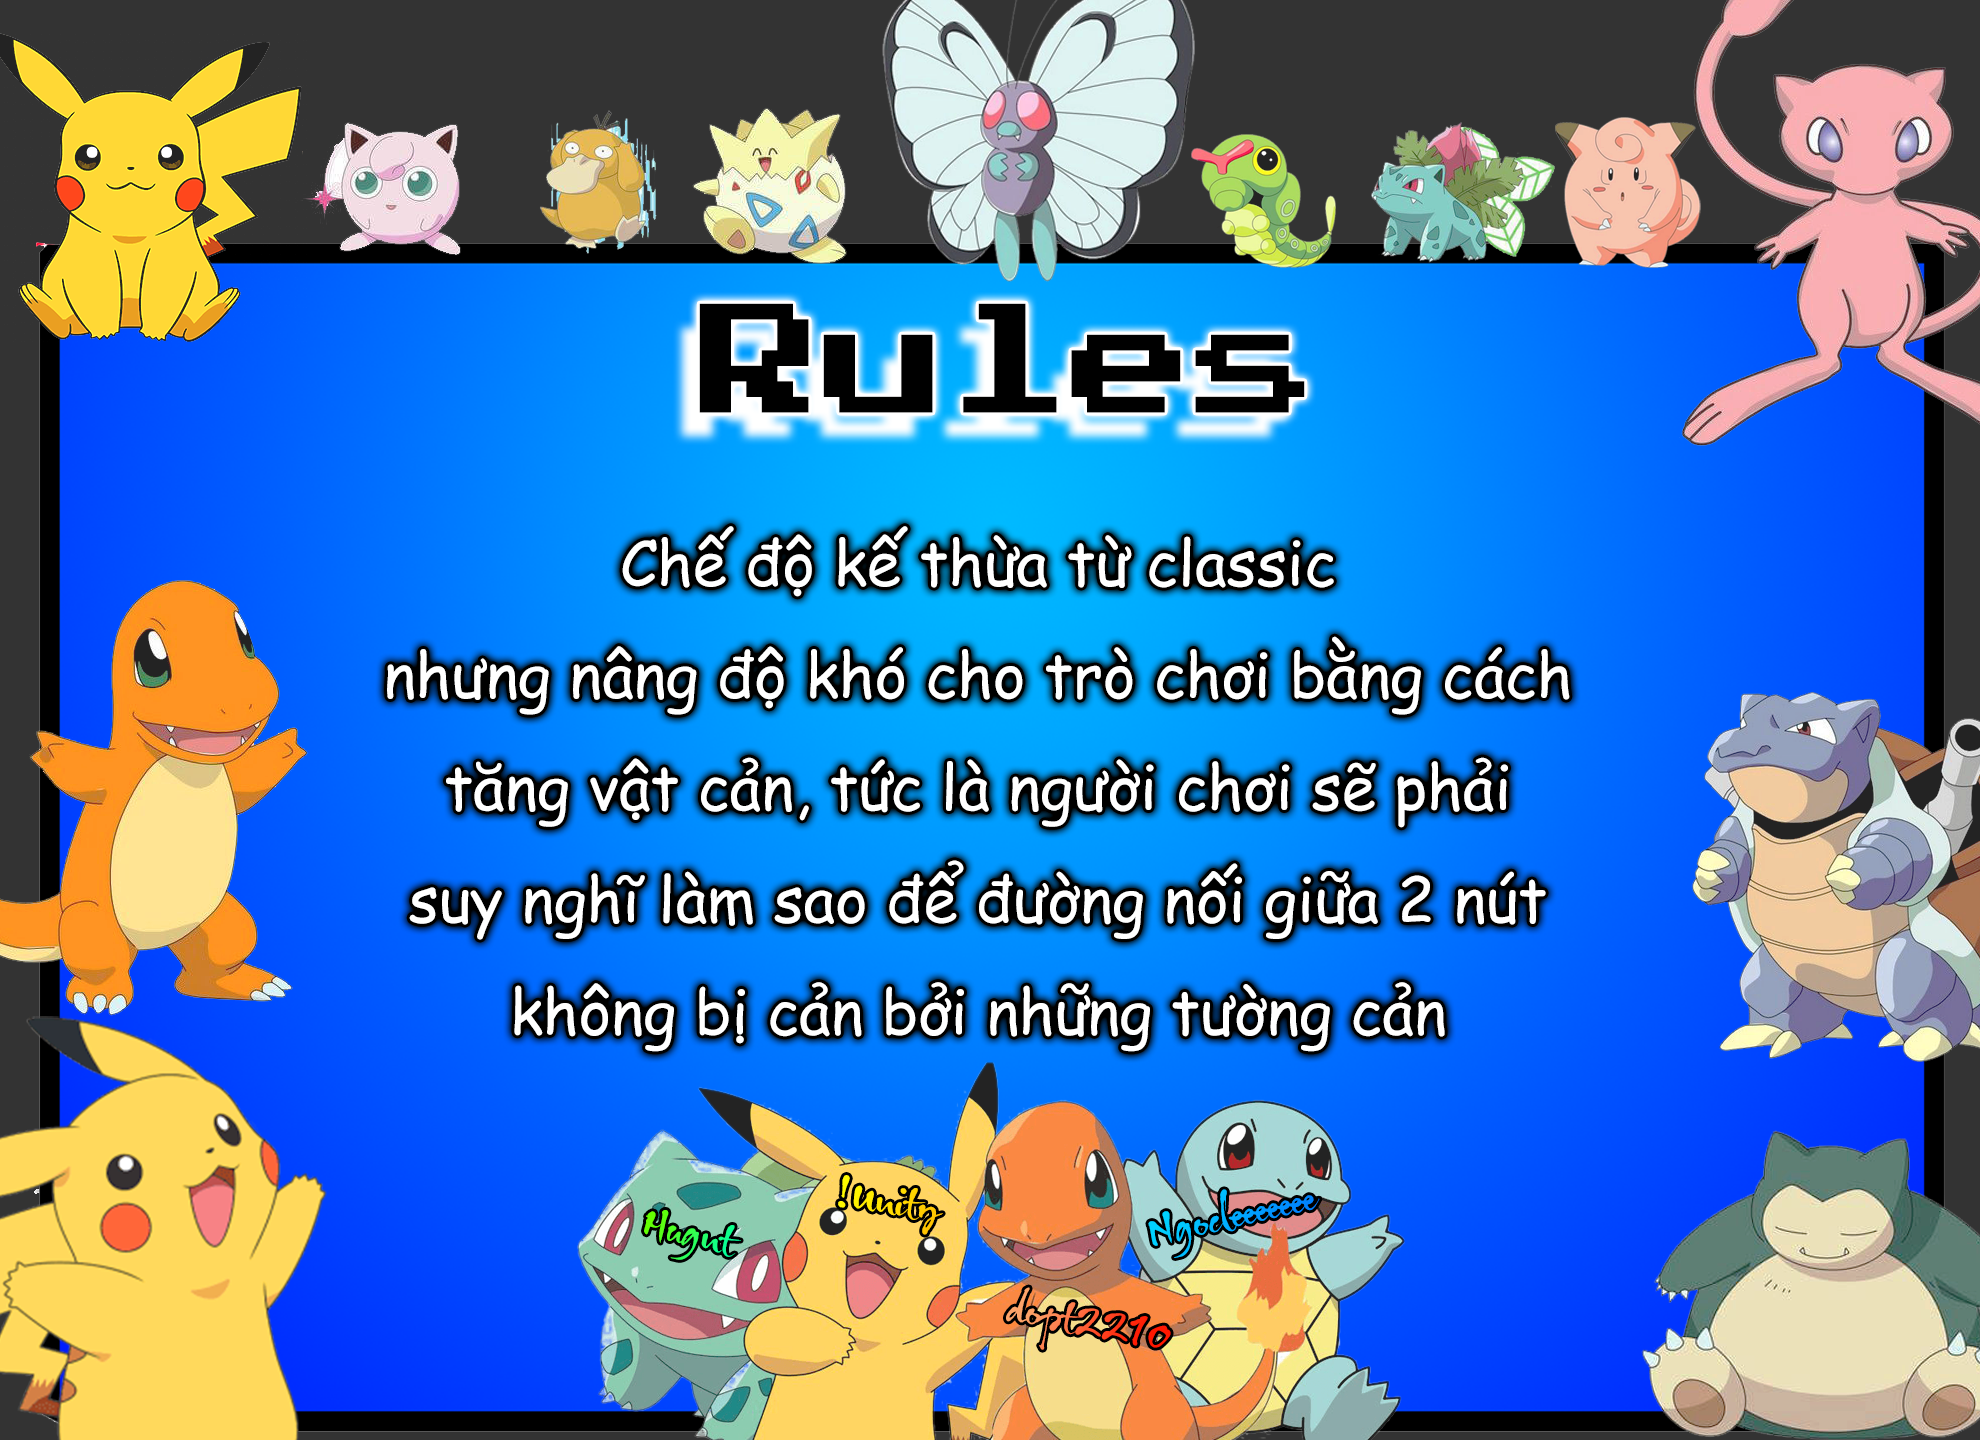 Rules
Chế độ kế thừa từ classic
nhưng nâng độ khó cho trò chơi bằng cách
tăng vật cản, tức là người chơi sẽ phải
suy nghĩ làm sao để đường nối giữa 2 nút
không bị cản bởi những tường cản
!Unity
Hugut
Ngocleeeeeeee
dopt2210